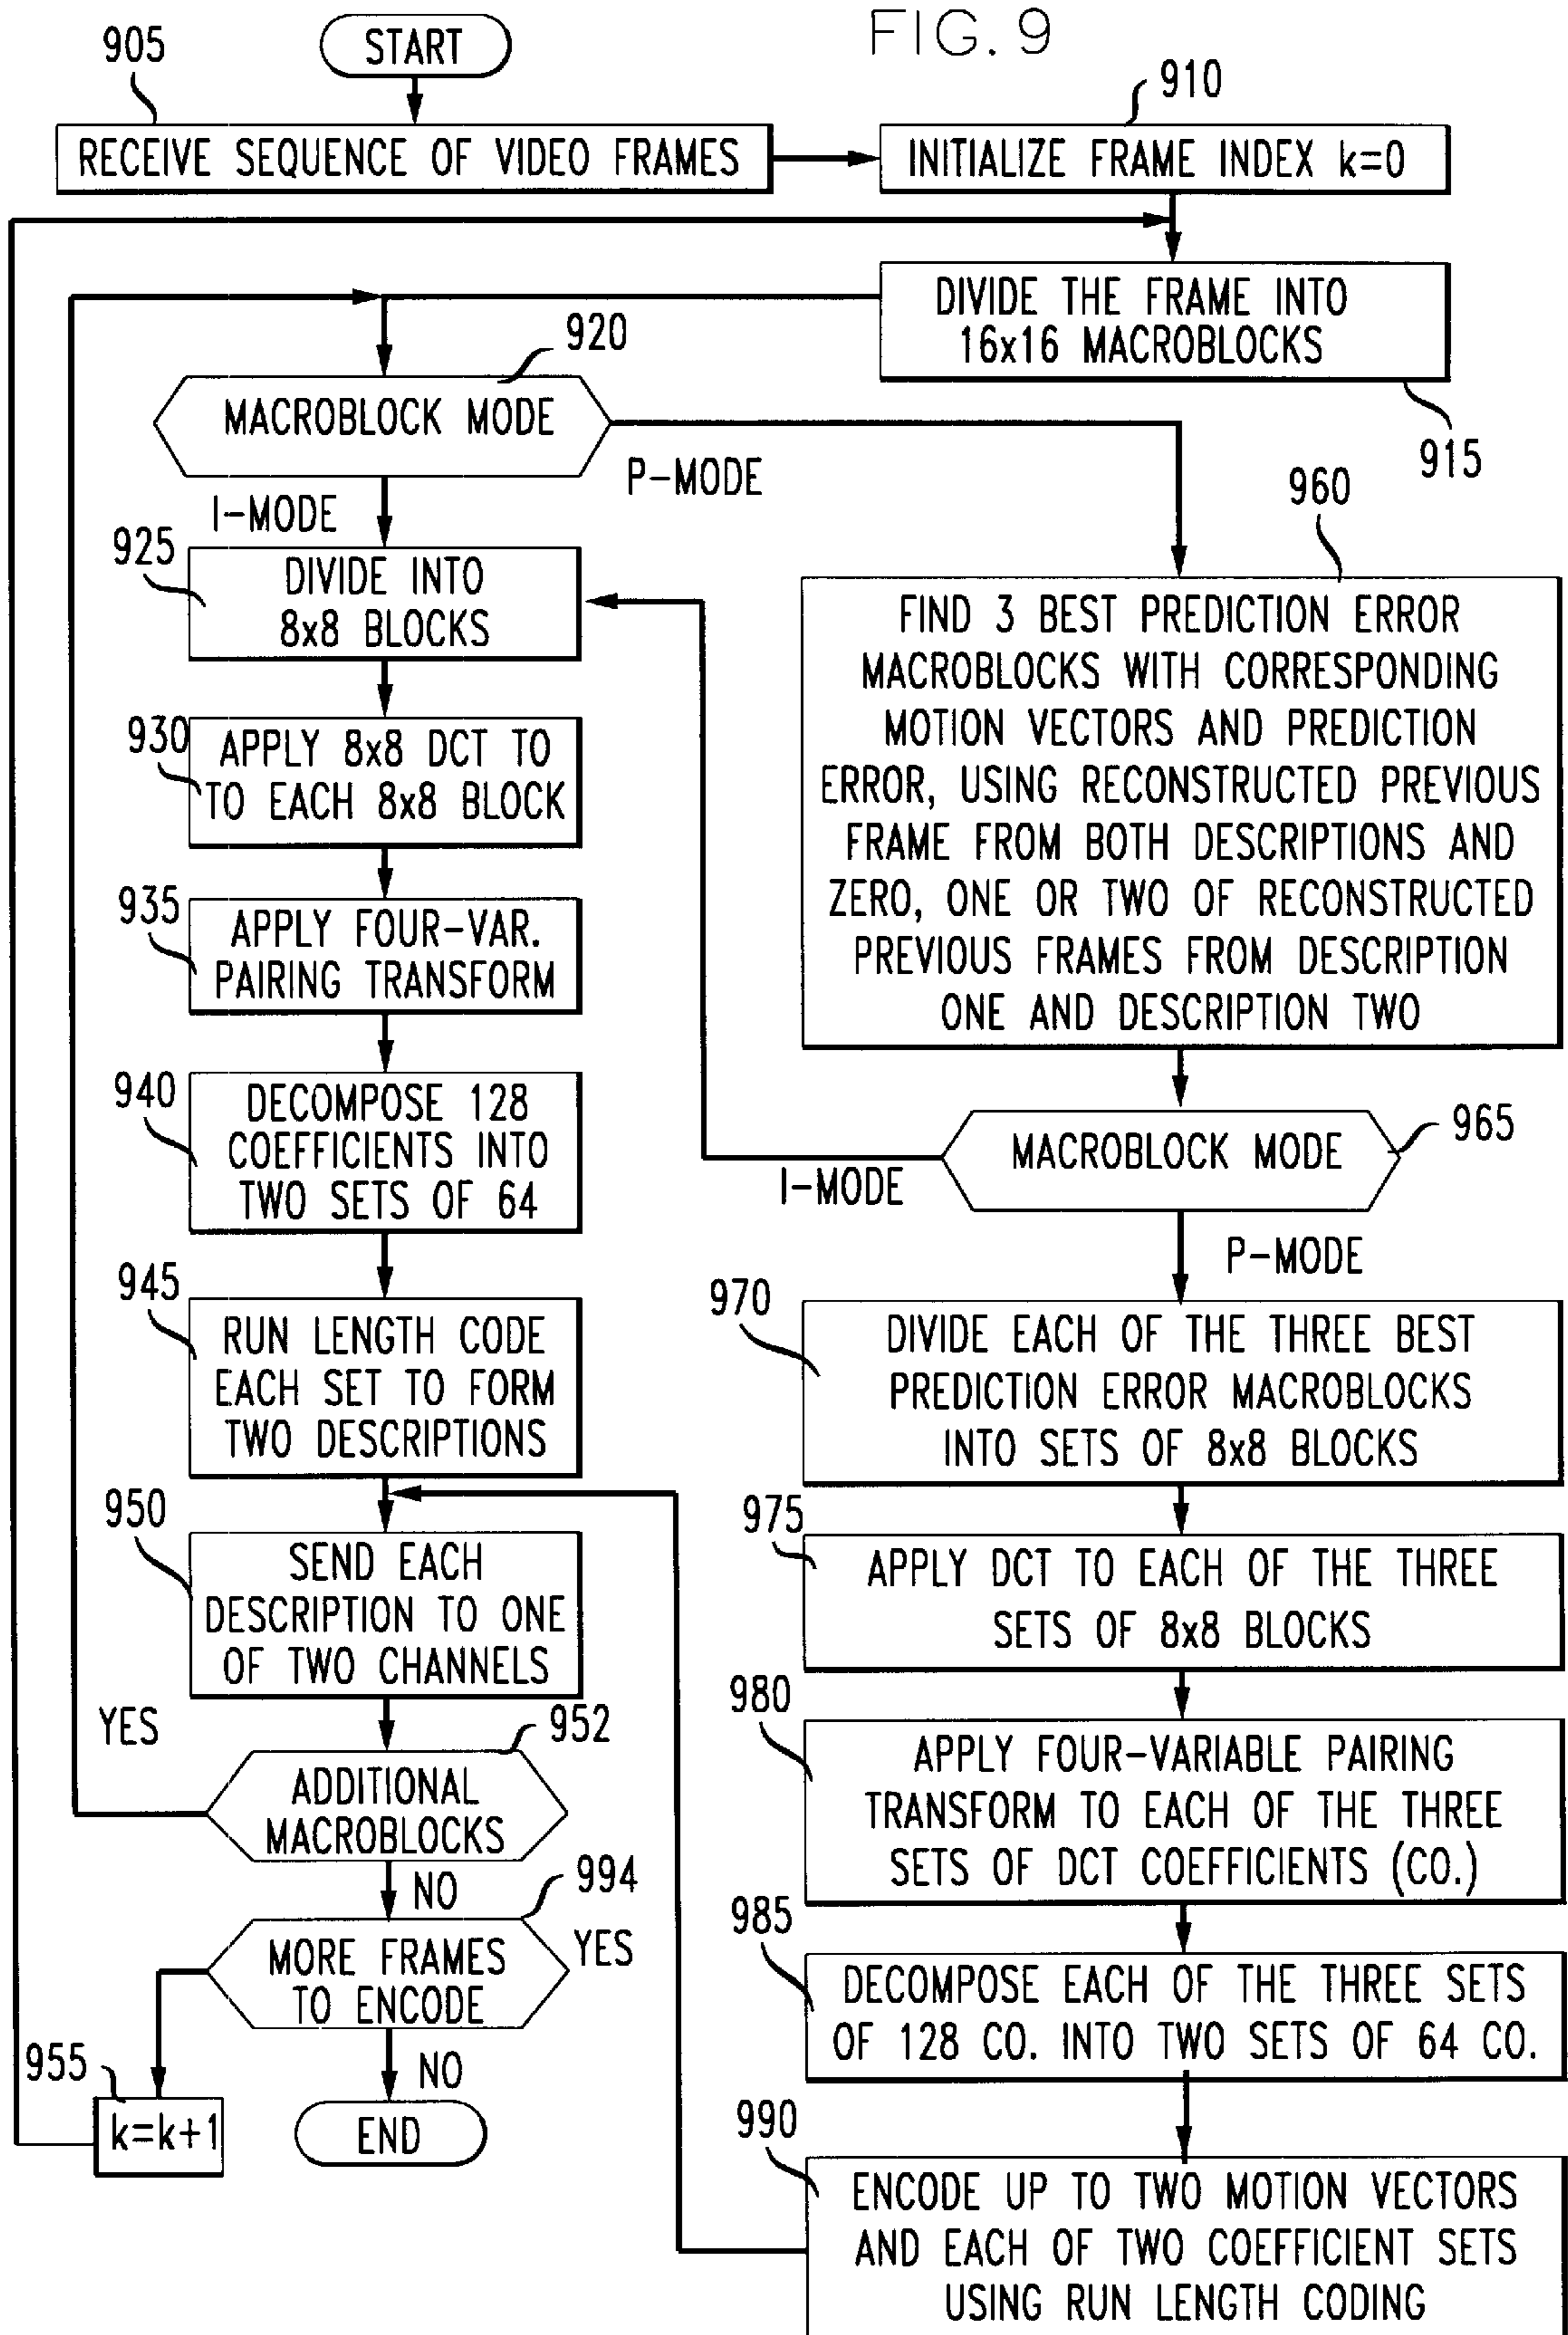 FIG. 9
START
905
RECEIVE SEQUENCE OF VIDEO FRAMES
910
INITIALIZE FRAME INDEX k=0
DIVIDE THE FRAME INTO
16x16 MACROBLOCKS
915
920
MACROBLOCK MODE
P-MODE
I-MODE
925
DIVIDE INTO
8x8 BLOCKS
930
APPLY 8x8 DCT TO
TO EACH 8x8 BLOCK
935
APPLY FOUR-VAR.
PAIRING TRANSFORM
940
DECOMPOSE 128
COEFFICIENTS INTO
TWO SETS OF 64
945
RUN LENGTH CODE
EACH SET TO FORM
TWO DESCRIPTIONS
950
SEND EACH
DESCRIPTION TO ONE
OF TWO CHANNELS
YES
952
ADDITIONAL
MACROBLOCKS
NO
994
MORE FRAMES
TO ENCODE
YES
955
k=k+1
NO
END
960
FIND 3 BEST PREDICTION ERROR
MACROBLOCKS WITH CORRESPONDING
MOTION VECTORS AND PREDICTION
ERROR, USING RECONSTRUCTED PREVIOUS
FRAME FROM BOTH DESCRIPTIONS AND
ZERO, ONE OR TWO OF RECONSTRUCTED
PREVIOUS FRAMES FROM DESCRIPTION
ONE AND DESCRIPTION TWO
965
MACROBLOCK MODE
I-MODE
P-MODE
970
DIVIDE EACH OF THE THREE BEST
PREDICTION ERROR MACROBLOCKS
INTO SETS OF 8x8 BLOCKS
975
APPLY DCT TO EACH OF THE THREE
SETS OF 8x8 BLOCKS
980
APPLY FOUR-VARIABLE PAIRING
TRANSFORM TO EACH OF THE THREE
SETS OF DCT COEFFICIENTS (CO.)
985
DECOMPOSE EACH OF THE THREE SETS
OF 128 CO. INTO TWO SETS OF 64 CO.
990
ENCODE UP TO TWO MOTION VECTORS
AND EACH OF TWO COEFFICIENT SETS
USING RUN LENGTH CODING